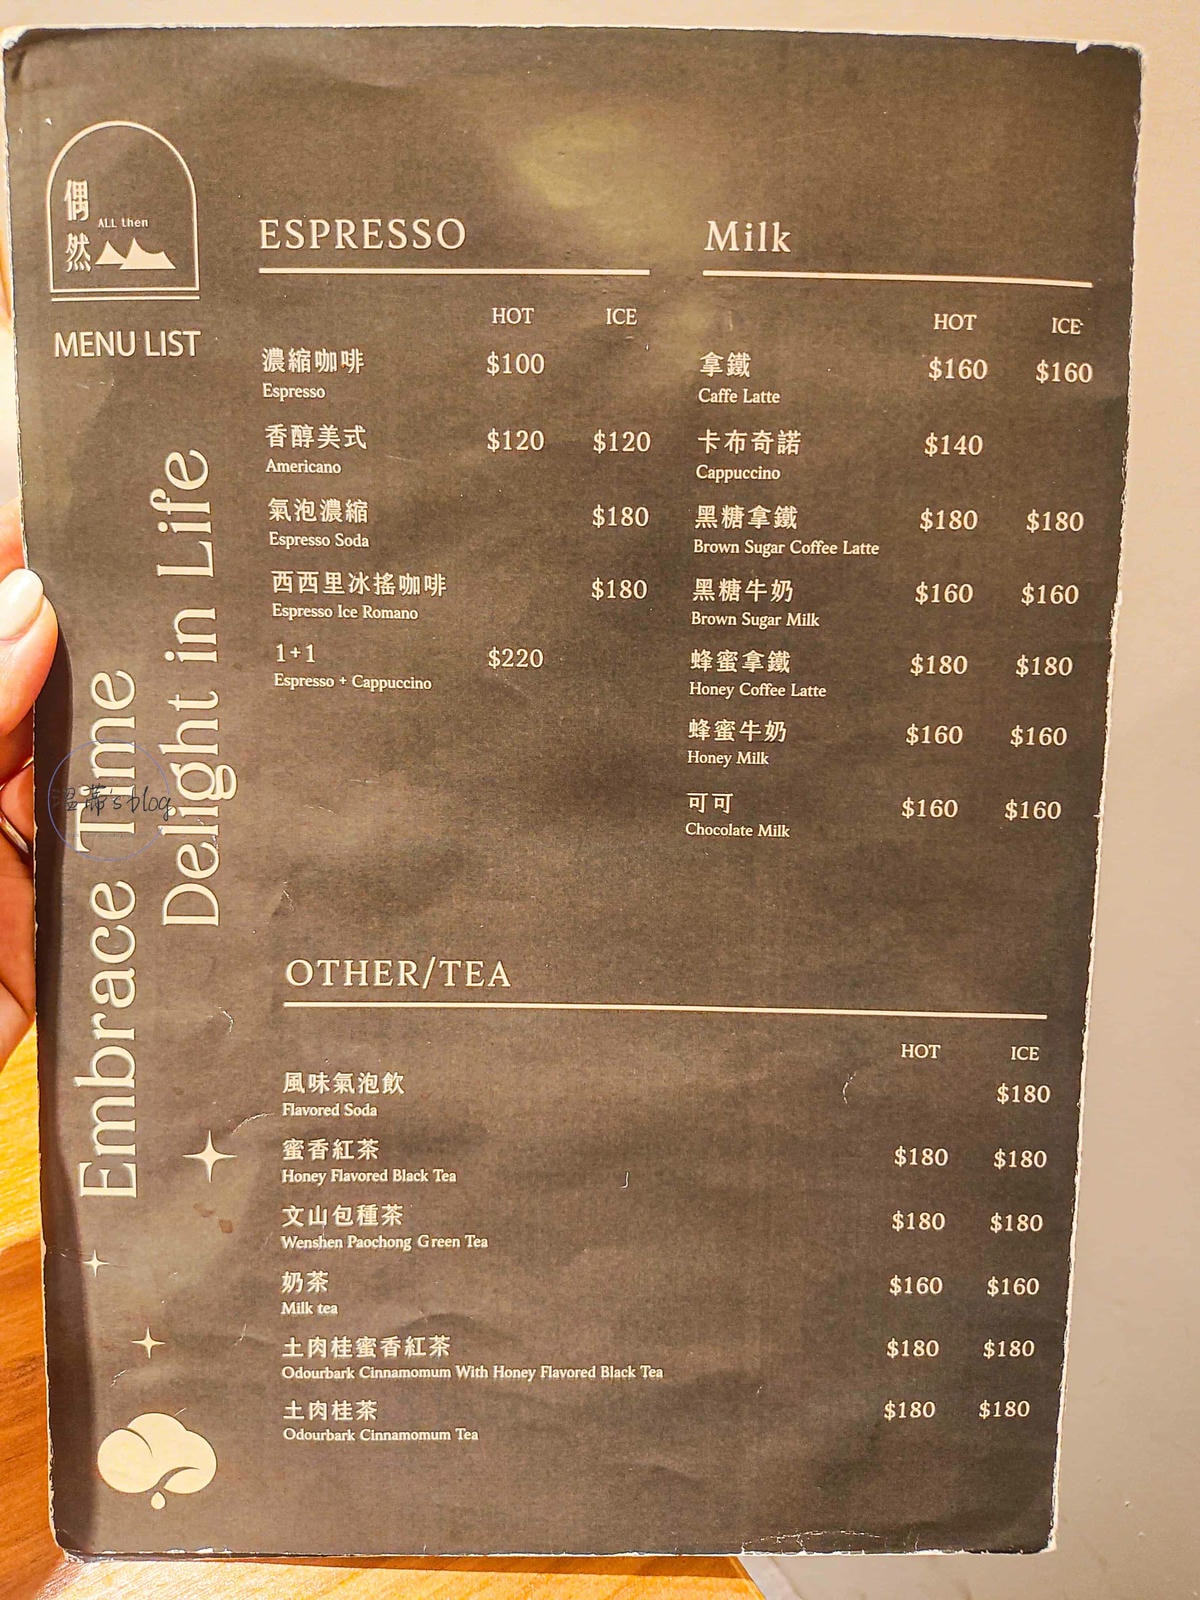 偶然
ALL then
MENU LIST
Embrace Time
Delight in Life
ESPRESSO
HOT ICE
濃縮咖啡 $100
Espresso
香醇美式 $120 $120
Americano
氣泡濃縮 $180
Espresso Soda
西西里冰搖咖啡 $180
Espresso Ice Romano
1+1 $220
Espresso + Cappuccino
Milk
HOT ICE
拿鐵 $160 $160
Caffe Latte
卡布奇諾 $140
Cappuccino
黑糖拿鐵 $180 $180
Brown Sugar Coffee Latte
黑糖牛奶 $160 $160
Brown Sugar Milk
蜂蜜拿鐵 $180 $180
Honey Coffee Latte
蜂蜜牛奶 $160 $160
Honey Milk
可可 $160 $160
Chocolate Milk
OTHER/TEA
HOT ICE
風味氣泡飲 $180
Flavored Soda
蜜香紅茶 $180 $180
Honey Flavored Black Tea
文山包種茶 $180 $180
Wenshen Paochong Green Tea
奶茶 $160 $160
Milk tea
土肉桂蜜香紅茶 $180 $180
Odourbark Cinnamomum With Honey Flavored Black Tea
土肉桂茶 $180 $180
Odourbark Cinnamomum Tea
's blog